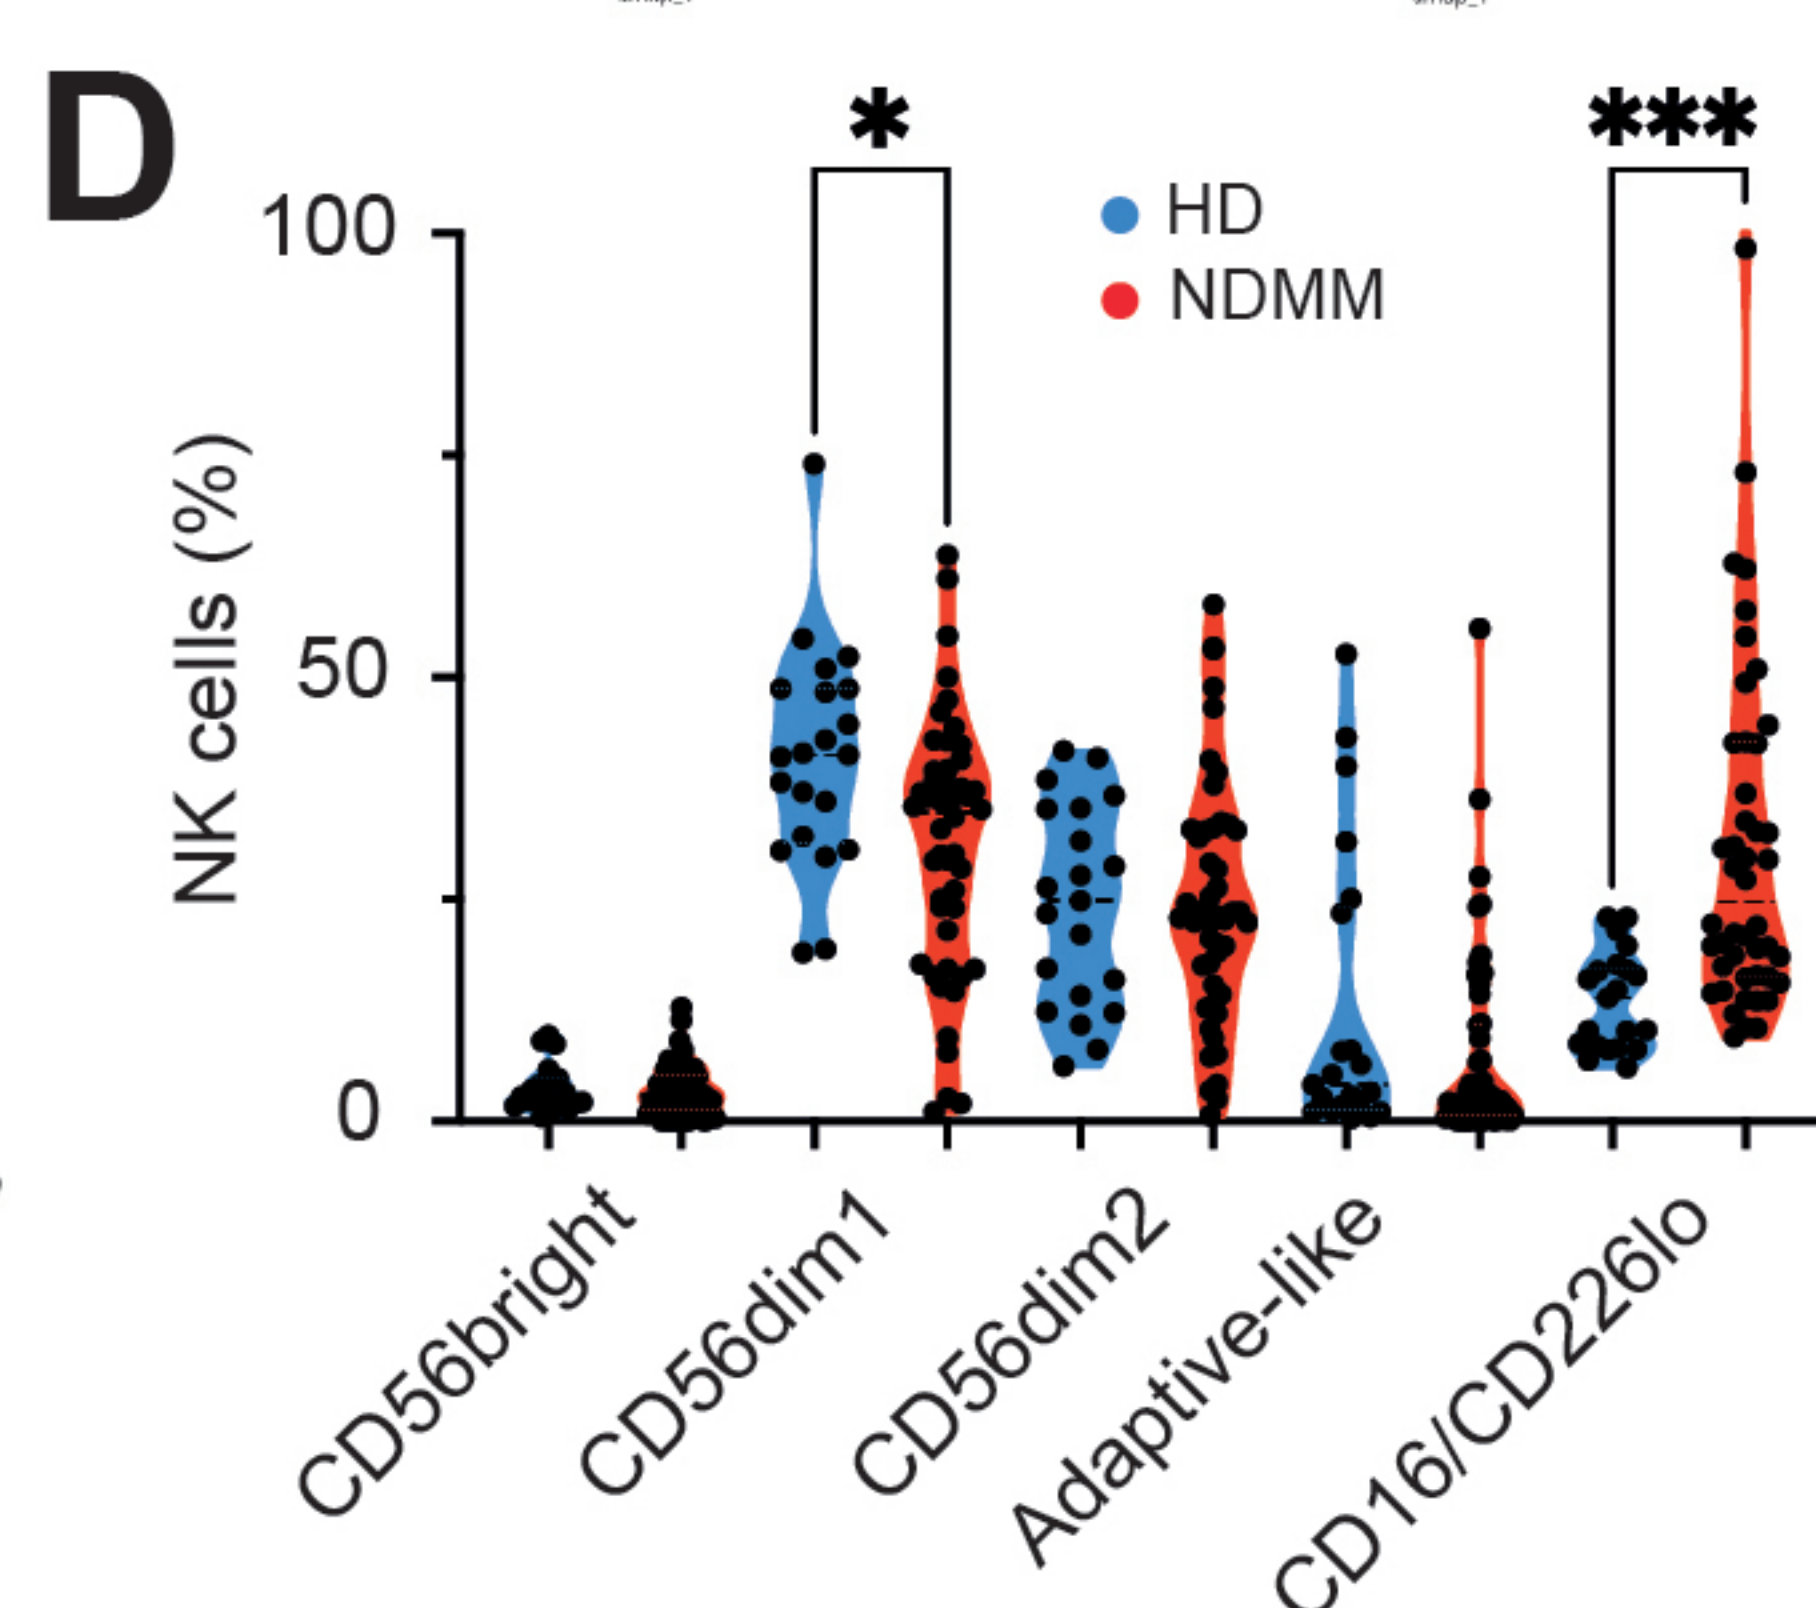 D
*
***
HD
NDMM
100
50
0
NK cells (%)
CD56bright
CD56dim1
CD56dim2
Adaptive-like
CD16/CD226lo